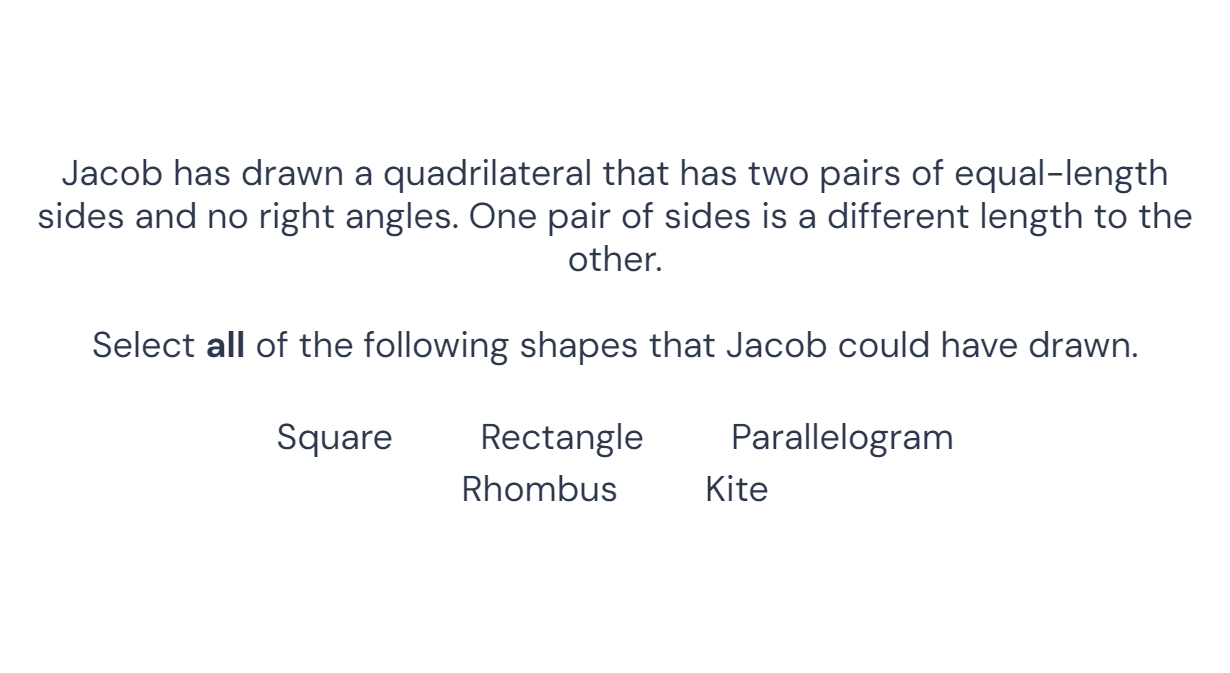 Jacob has drawn a quadrilateral that has two pairs of equal-length
sides and no right angles. One pair of sides is a different length to the
other.
Select all of the following shapes that Jacob could have drawn.
Square Rectangle Parallelogram
Rhombus Kite